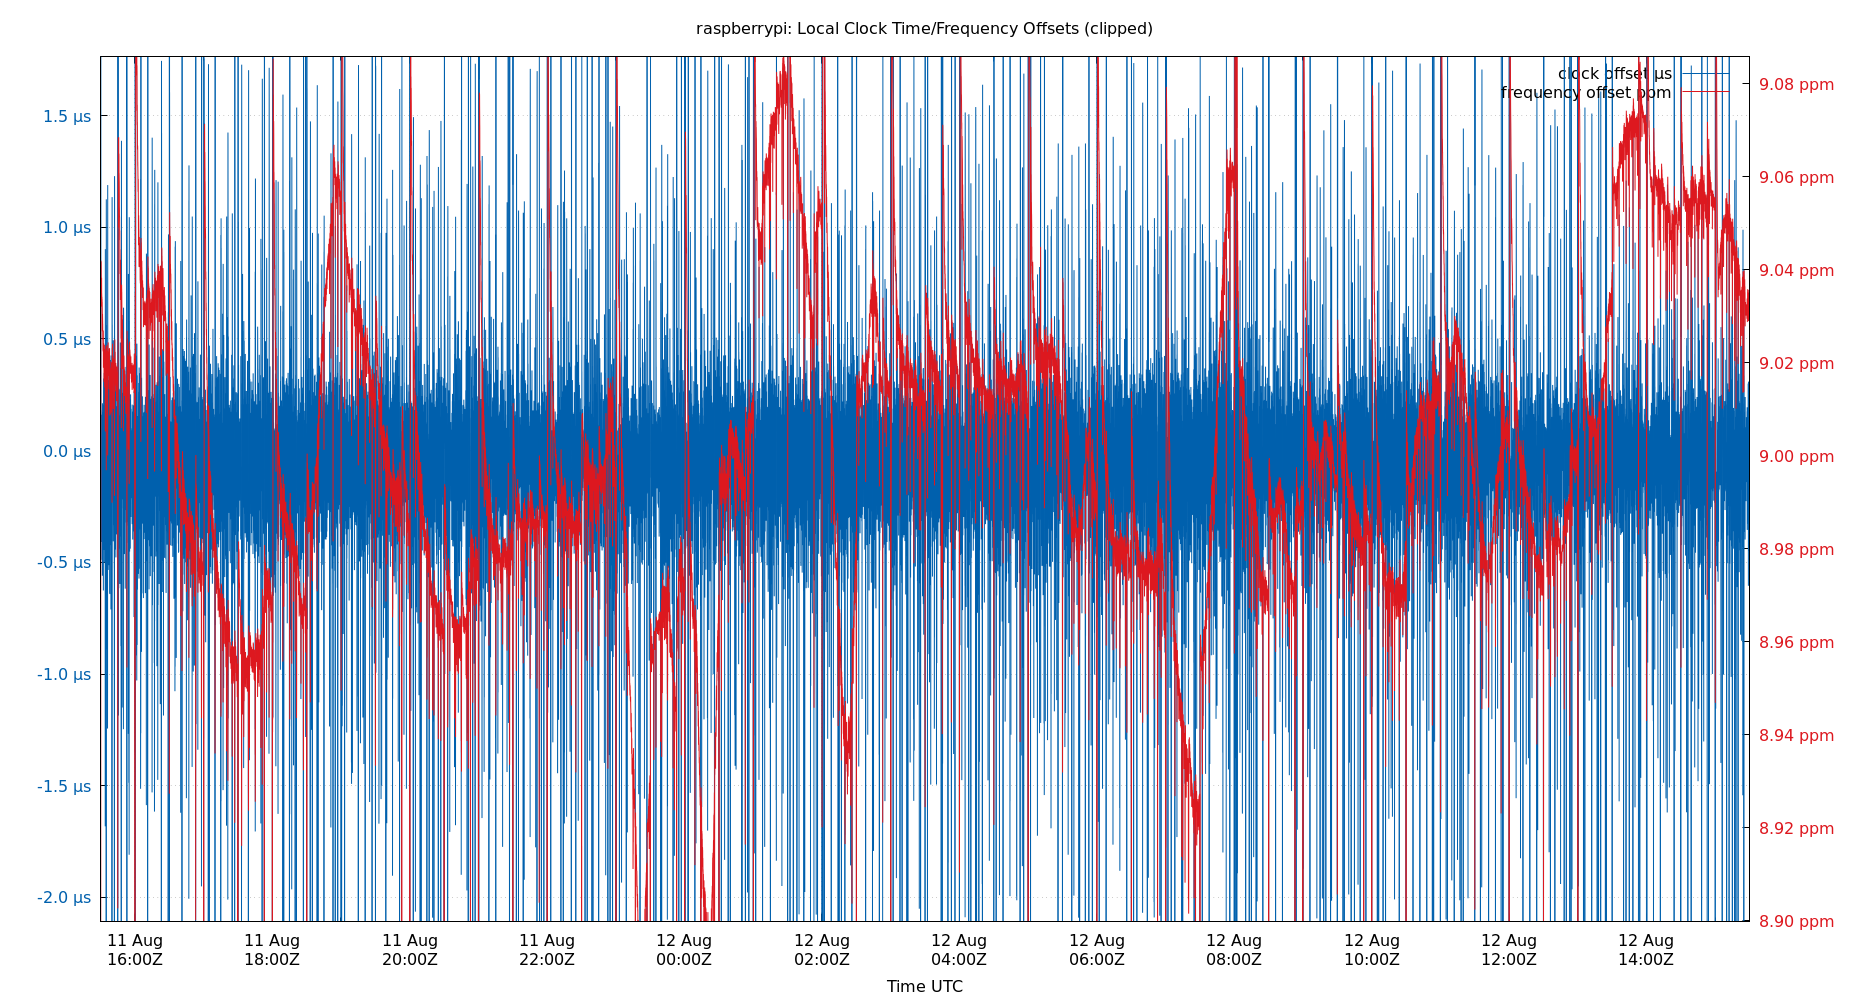 raspberrypi: Local Clock Time/Frequency Offsets (clipped)
clock offset µs
frequency offset ppm
1.5 µs
1.0 µs
0.5 µs
0.0 µs
-0.5 µs
-1.0 µs
-1.5 µs
-2.0 µs
9.08 ppm
9.06 ppm
9.04 ppm
9.02 ppm
9.00 ppm
8.98 ppm
8.96 ppm
8.94 ppm
8.92 ppm
8.90 ppm
11 Aug 11 Aug 11 Aug 11 Aug 12 Aug 12 Aug 12 Aug 12 Aug 12 Aug 12 Aug 12 Aug 12 Aug
16:00Z 18:00Z 20:00Z 22:00Z 00:00Z 02:00Z 04:00Z 06:00Z 08:00Z 10:00Z 12:00Z 14:00Z
Time UTC